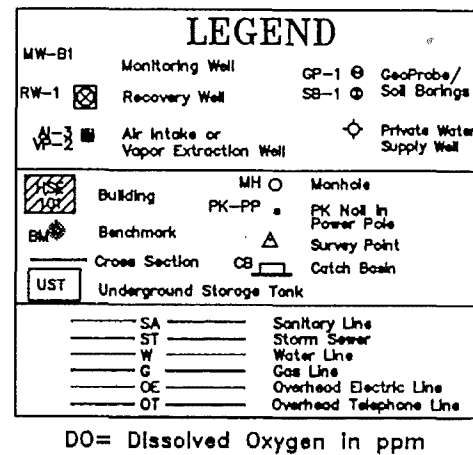 LEGEND
MW-B1 Monitoring Well
RW-1 Recovery Well
AI-3 Air Intake or
VP-2 Vapor Extraction Well
GP-1 GeoProbe/
SB-1 Soil Borings
Private Water
Supply Well
Building
BM Benchmark
Cross Section
UST Underground Storage Tank
MH Manhole
PK-PP PK Nail in
Power Pole
Survey Point
CB Catch Basin
SA Sanitary Line
ST Storm Sewer
W Water Line
G Gas Line
OE Overhead Electric Line
OT Overhead Telephone Line
DO= Dissolved Oxygen in ppm